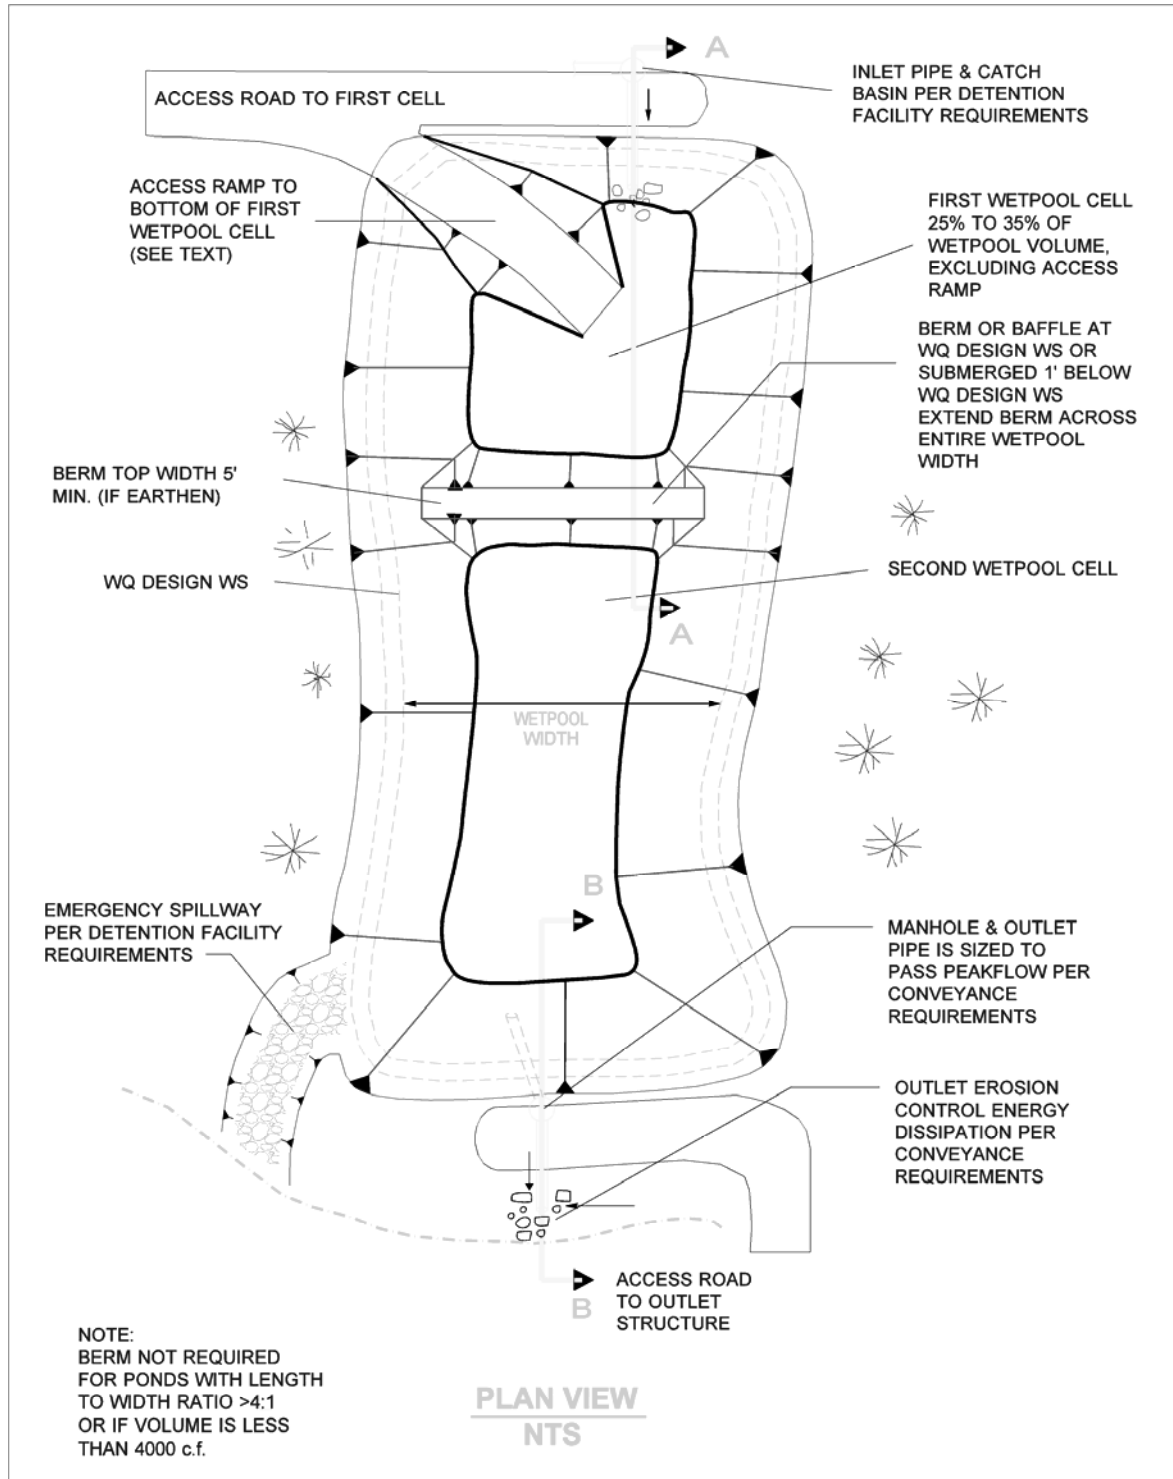 A
ACCESS ROAD TO FIRST CELL
INLET PIPE & CATCH
BASIN PER DETENTION
FACILITY REQUIREMENTS
ACCESS RAMP TO
BOTTOM OF FIRST
WETPOOL CELL
(SEE TEXT)
FIRST WETPOOL CELL
25% TO 35% OF
WETPOOL VOLUME,
EXCLUDING ACCESS
RAMP
BERM OR BAFFLE AT
WQ DESIGN WS OR
SUBMERGED 1' BELOW
WQ DESIGN WS
EXTEND BERM ACROSS
ENTIRE WETPOOL
WIDTH
BERM TOP WIDTH 5'
MIN. (IF EARTHEN)
WQ DESIGN WS
SECOND WETPOOL CELL
A
WETPOOL
WIDTH
B
EMERGENCY SPILLWAY
PER DETENTION FACILITY
REQUIREMENTS
MANHOLE & OUTLET
PIPE IS SIZED TO
PASS PEAKFLOW PER
CONVEYANCE
REQUIREMENTS
OUTLET EROSION
CONTROL ENERGY
DISSIPATION PER
CONVEYANCE
REQUIREMENTS
B
ACCESS ROAD
TO OUTLET
STRUCTURE
NOTE:
BERM NOT REQUIRED
FOR PONDS WITH LENGTH
TO WIDTH RATIO >4:1
OR IF VOLUME IS LESS
THAN 4000 c.f.
PLAN VIEW
NTS